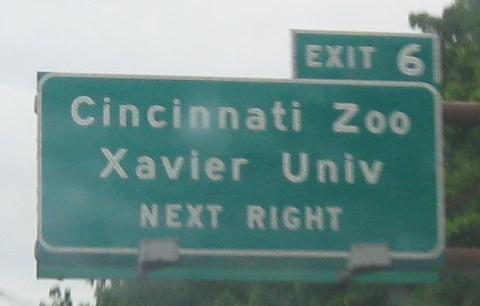 EXIT 6
Cincinnati Zoo
Xavier Univ
NEXT RIGHT